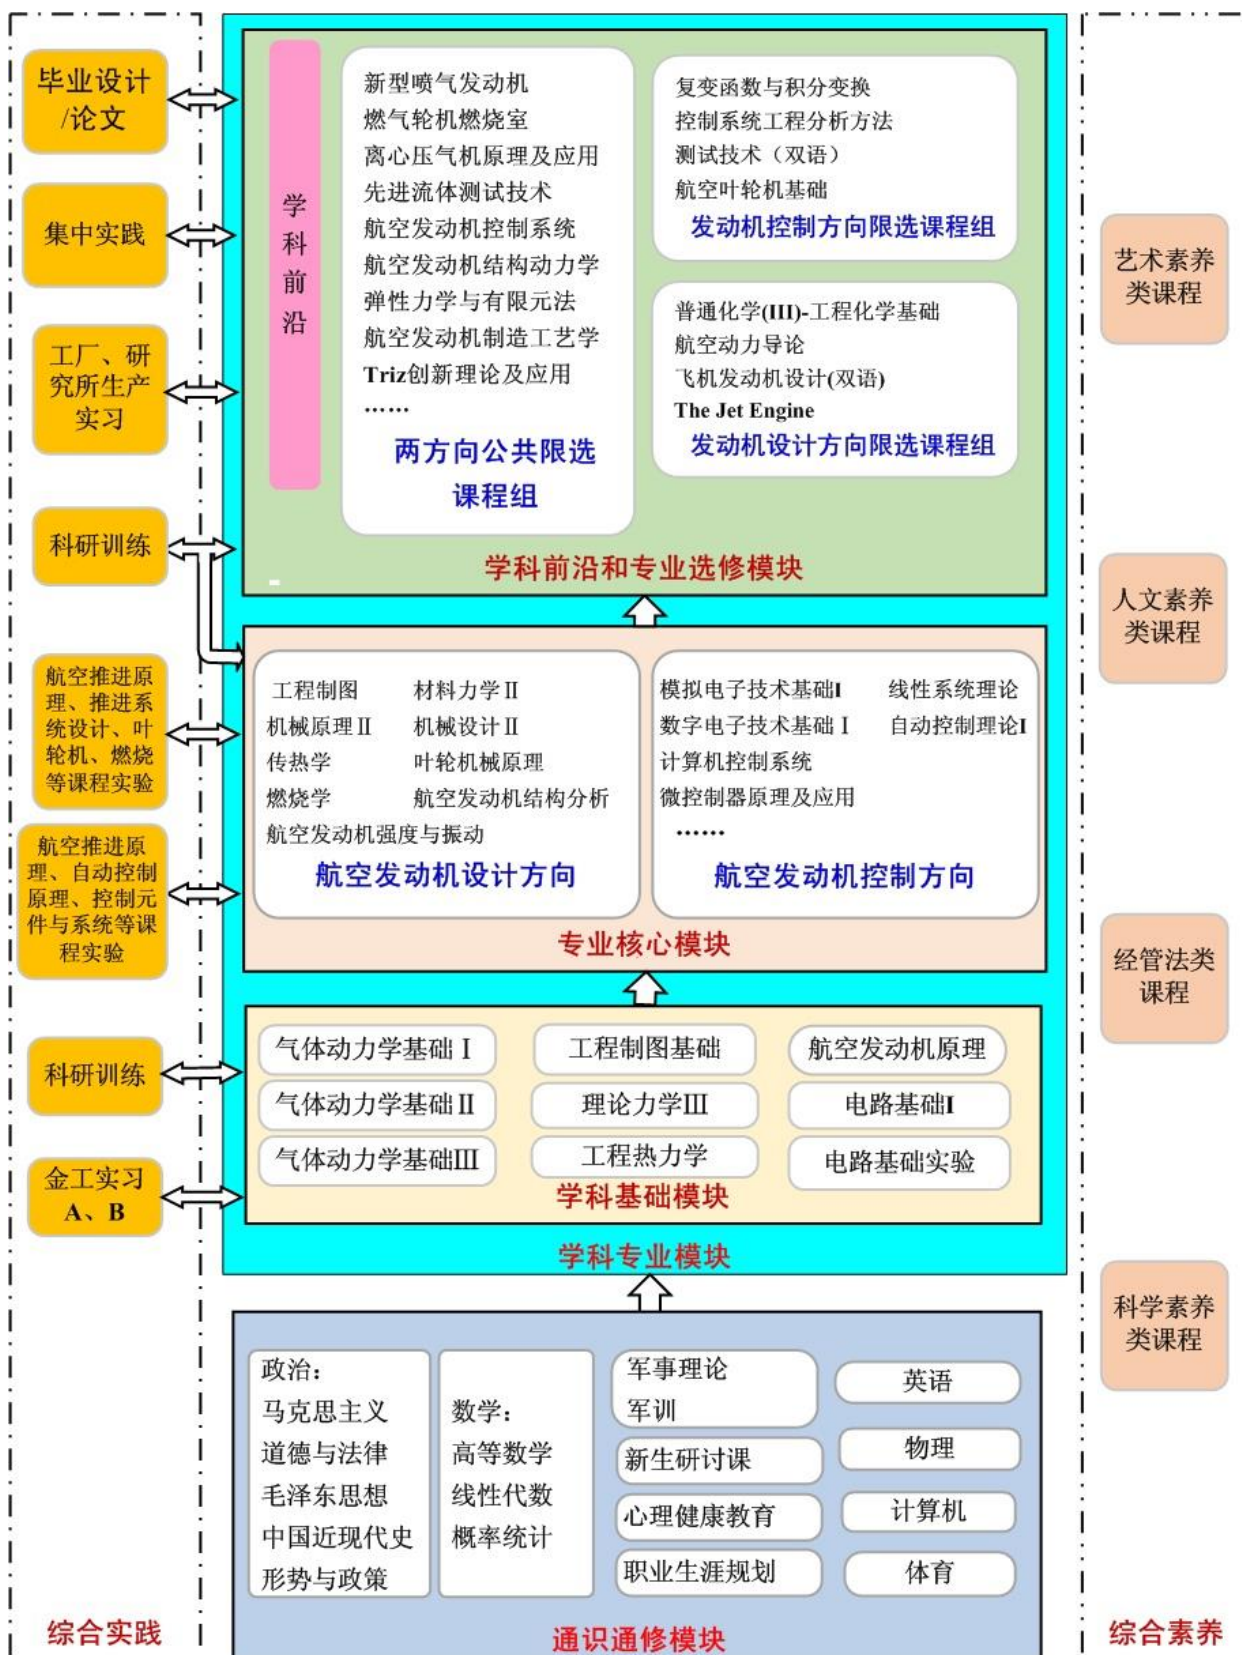 毕业设计
/论文
集中实践
工厂、研
究所生产
实习
科研训练
航空推进原
理、推进系
统设计、叶
轮机、燃烧
等课程实验
航空推进原
理、自动控制
原理、控制元
件与系统等课
程实验
科研训练
金工实习
A、B
综合实践
学
科
前
沿
新型喷气发动机
燃气轮机燃烧室
离心压气机原理及应用
先进流体测试技术
航空发动机控制系统
航空发动机结构动力学
弹性力学与有限元法
航空发动机制造工艺学
Triz创新理论及应用
……
两方向公共限选
课程组
复变函数与积分变换
控制系统工程分析方法
测试技术（双语）
航空叶轮机基础
发动机控制方向限选课程组
普通化学(III)-工程化学基础
航空动力导论
飞机发动机设计(双语)
The Jet Engine
发动机设计方向限选课程组
学科前沿和专业选修模块
工程制图 材料力学Ⅱ
机械原理Ⅱ 机械设计Ⅱ
传热学 叶轮机械原理
燃烧学 航空发动机结构分析
航空发动机强度与振动
航空发动机设计方向
模拟电子技术基础I 线性系统理论
数字电子技术基础Ⅰ 自动控制理论I
计算机控制系统
微控制器原理及应用
……
航空发动机控制方向
专业核心模块
气体动力学基础Ⅰ 工程制图基础 航空发动机原理
气体动力学基础Ⅱ 理论力学Ⅲ 电路基础I
气体动力学基础Ⅲ 工程热力学 电路基础实验
学科基础模块
学科专业模块
政治：
马克思主义
道德与法律
毛泽东思想
中国近现代史
形势与政策
数学：
高等数学
线性代数
概率统计
军事理论
军训
新生研讨课
心理健康教育
职业生涯规划
英语
物理
计算机
体育
通识通修模块
艺术素养
类课程
人文素养
类课程
经管法类
课程
科学素养
类课程
综合素养